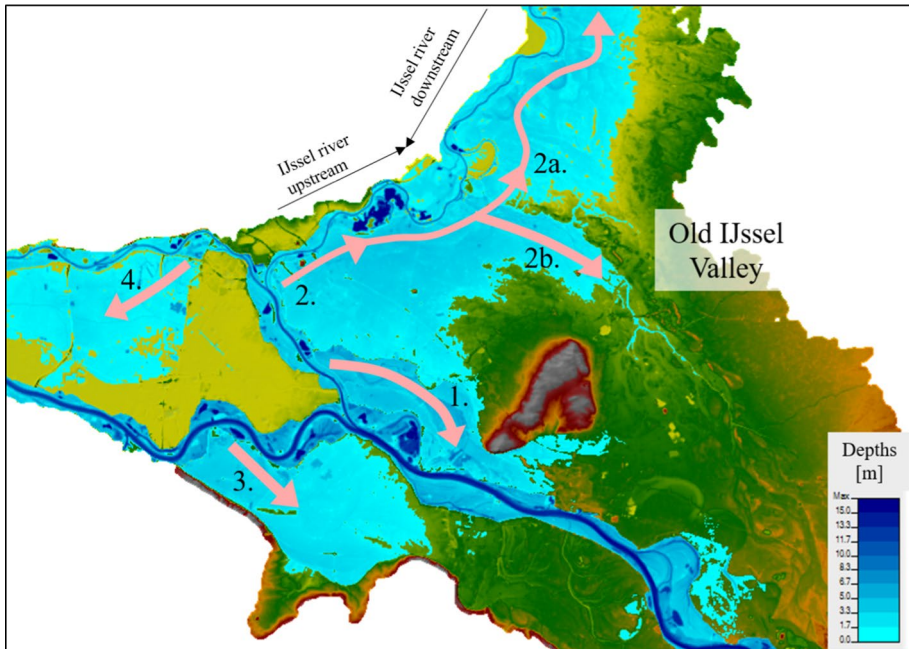 IJssel river
downstream
IJssel river
upstream
2a.
Old IJssel
Valley
2b.
4.
2.
1.
3.
Depths
[m]
Max
15.0
13.3
11.7
10.0
8.3
6.7
5.0
3.3
1.7
0.0